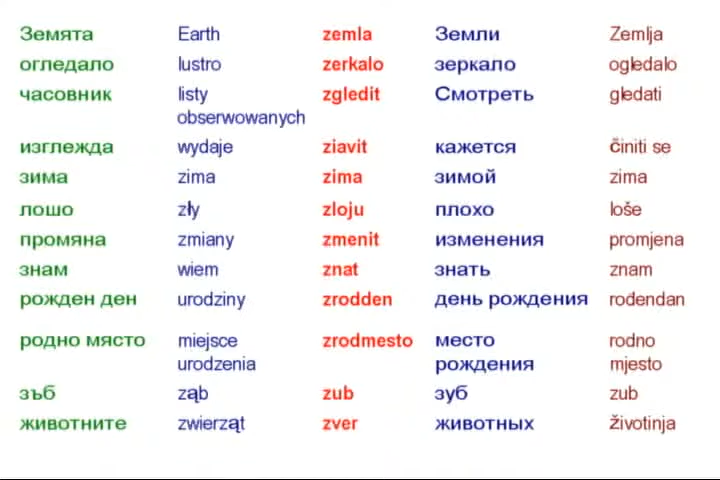 Земята Earth zemla Земли Zemlja
огледало lustro zerkalo зеркало ogledalo
часовник listy zgledit Смотреть gledati
obserwowanych
изглежда wydaje ziavit кажется činiti se
зима zima zima зимой zima
лошо zły zloju плохо loše
промяна zmiany zmenit изменения promjena
знам wiem znat знать znam
рожден ден urodziny zrodden день рождения rođendan
родно място miejsce zrodmesto место rodno
urodzenia рождения mjesto
зъб ząb zub зуб zub
животните zwierząt zver животных životinja